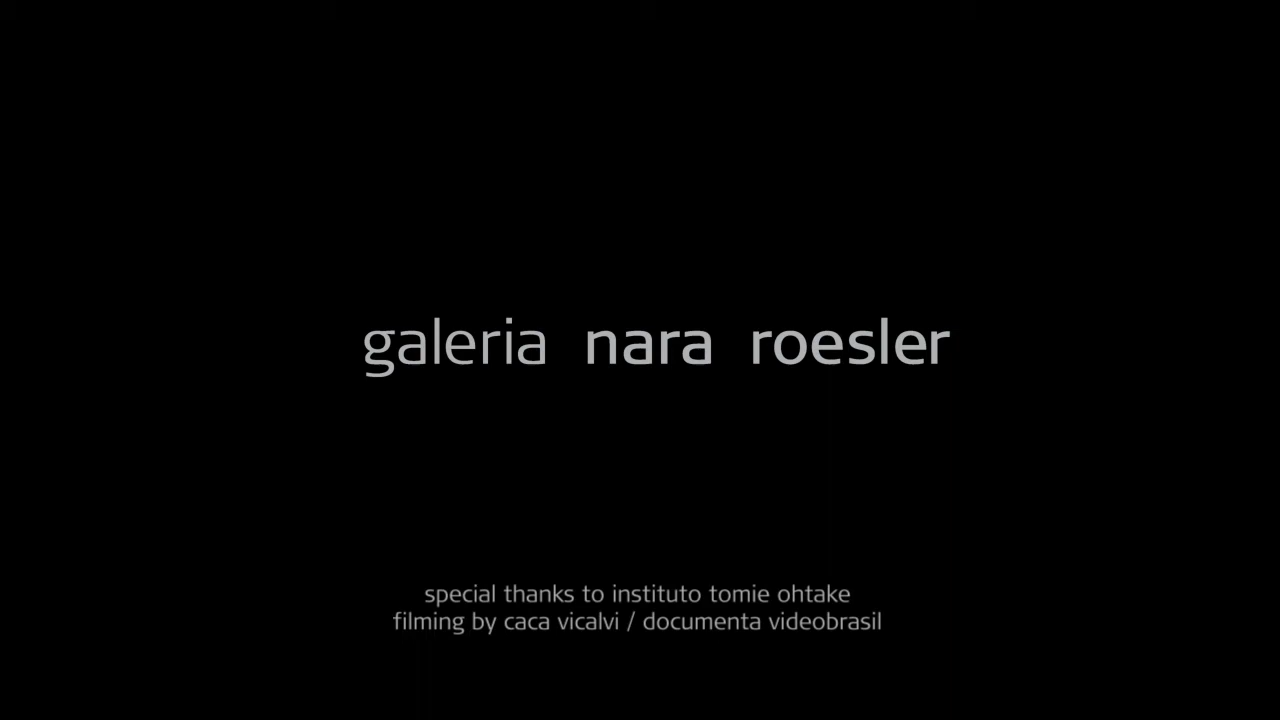 galeria nara roesler
special thanks to instituto tomie ohtake
filming by caca vicalvi / documenta videobrasil